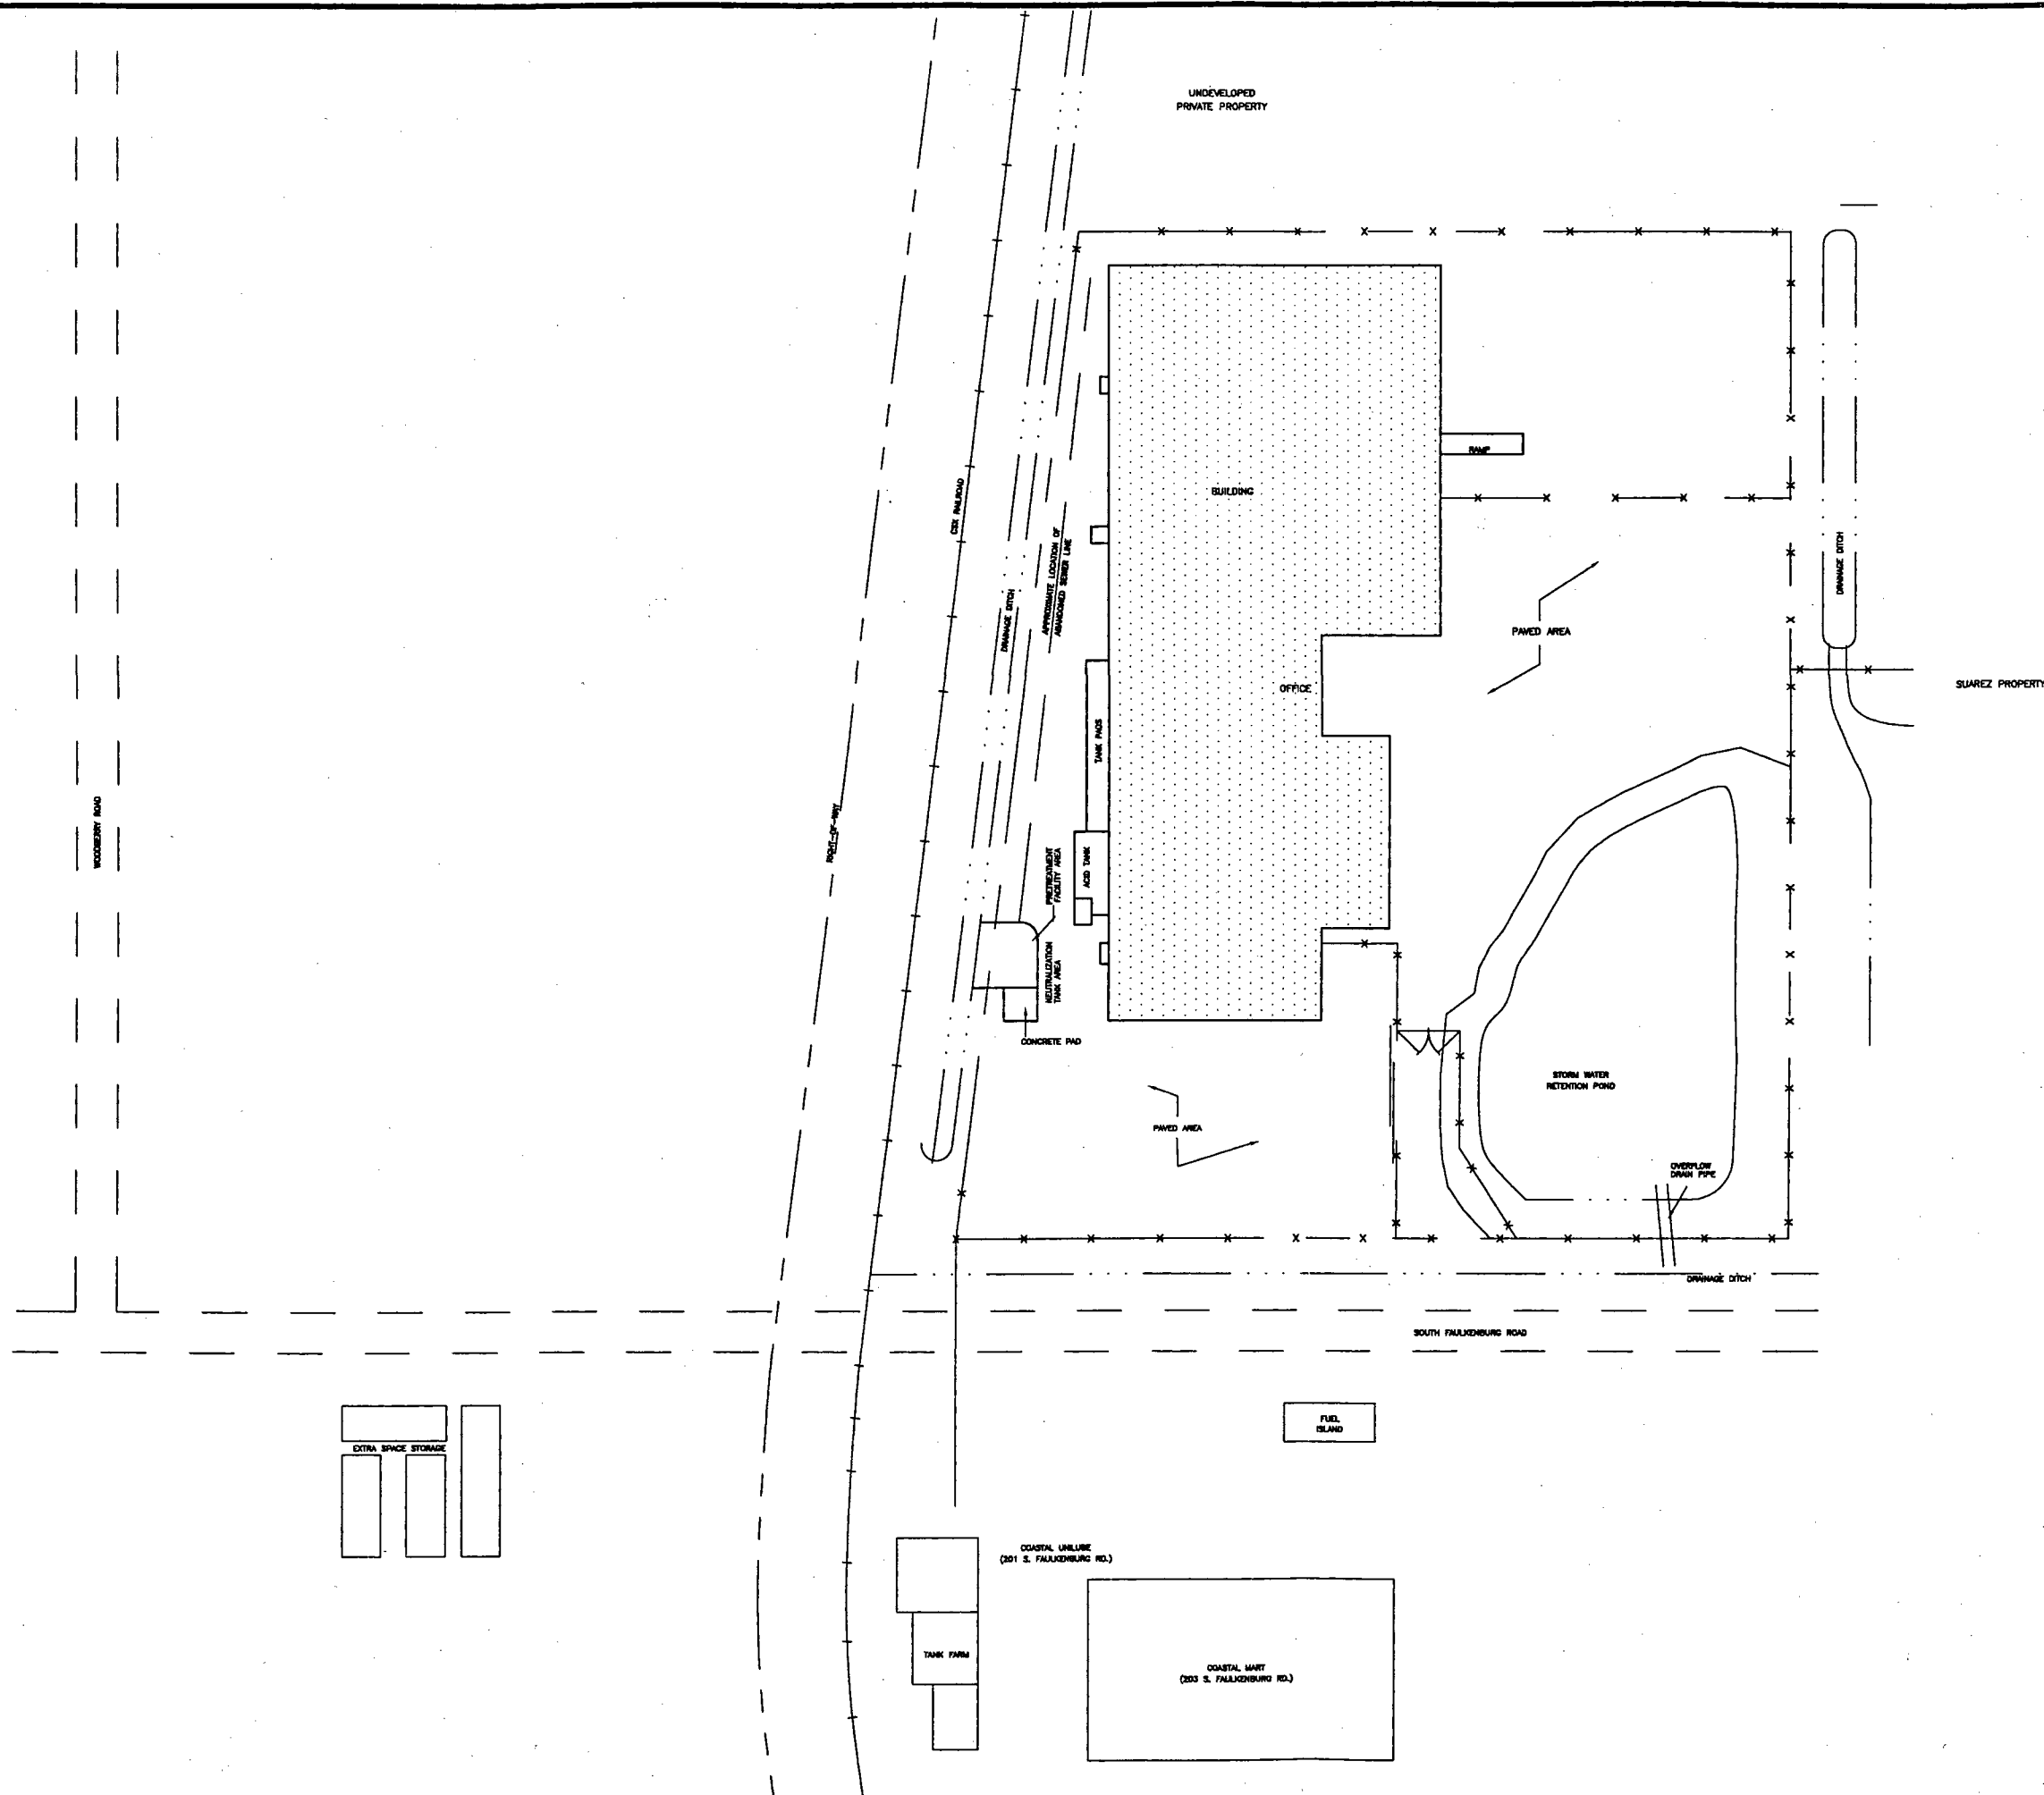 UNDEVELOPED
PRIVATE PROPERTY
RAMP
BUILDING
CSX RAILROAD
APPROXIMATE LOCATION OF
ABANDONED SEWER LINE
DRAINAGE DITCH
DRAINAGE DITCH
PAVED AREA
SUAREZ PROPERTY
OFFICE
TANK PADS
WOODBERRY ROAD
RIGHT-OF-WAY
ACID TANK
PRETREATMENT
FACILITY AREA
NEUTRALIZATION
TANK AREA
CONCRETE PAD
STORM WATER
RETENTION POND
PAVED AREA
OVERFLOW
DRAIN PIPE
DRAINAGE DITCH
SOUTH FAULKENBURG ROAD
FUEL
ISLAND
EXTRA SPACE STORAGE
COASTAL UNILUBE
(201 S. FAULKENBURG RD.)
TANK FARM
COASTAL MART
(203 S. FAULKENBURG RD.)